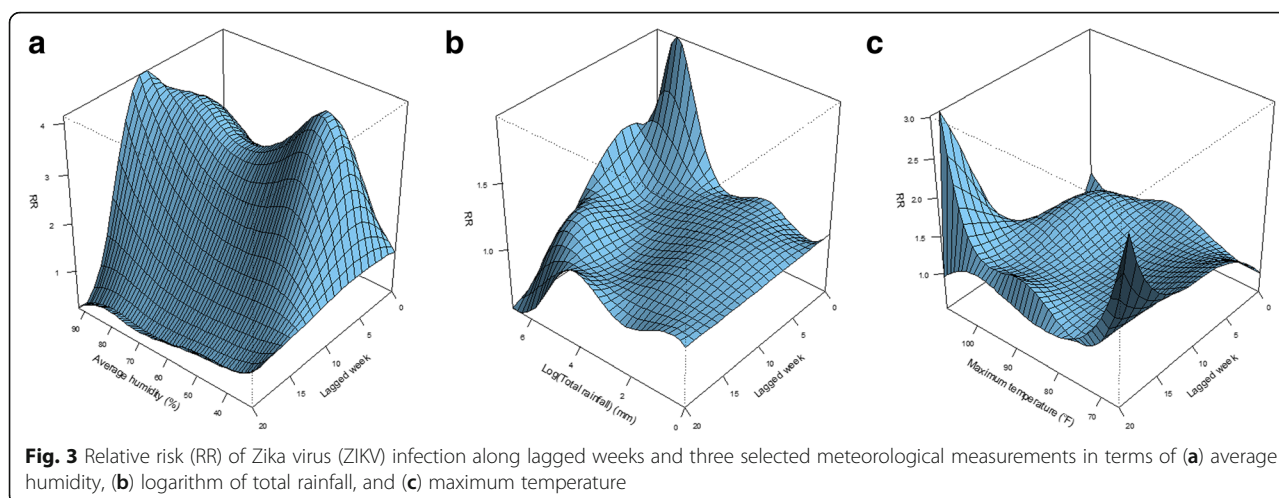 a
b
c
4
3
2
1
RR
90
80
70
60
50
40
Average humidity (%)
20
15
10
5
0
Lagged week
1.5
1.0
RR
6
4
2
0
Log(Total rainfall) (mm)
20
15
10
5
0
Lagged week
3.0
2.5
2.0
1.5
1.0
RR
100
90
80
70
Maximum temperature (°F)
20
15
10
5
0
Lagged week
Fig. 3 Relative risk (RR) of Zika virus (ZIKV) infection along lagged weeks and three selected meteorological measurements in terms of (a) average
humidity, (b) logarithm of total rainfall, and (c) maximum temperature